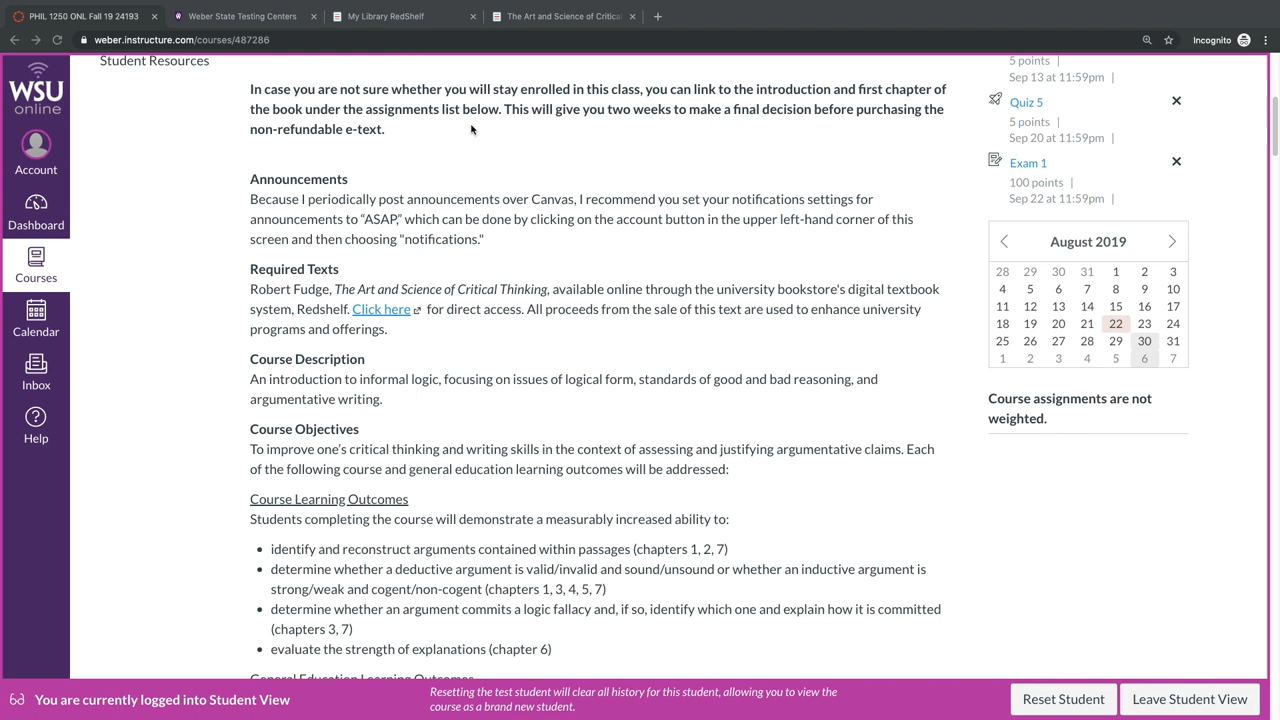 PHIL 1250 ONL Fall 19 24193
Weber State Testing Centers
My Library RedShelf
The Art and Science of Critical
weber.instructure.com/courses/487286
Incognito
WSU
online
Account
Dashboard
Courses
Calendar
Inbox
Help
Student Resources
In case you are not sure whether you will stay enrolled in this class, you can link to the introduction and first chapter of
the book under the assignments list below. This will give you two weeks to make a final decision before purchasing the
non-refundable e-text.
Announcements
Because I periodically post announcements over Canvas, I recommend you set your notifications settings for
announcements to “ASAP,” which can be done by clicking on the account button in the upper left-hand corner of this
screen and then choosing "notifications."
Required Texts
Robert Fudge, The Art and Science of Critical Thinking, available online through the university bookstore's digital textbook
system, Redshelf. Click here for direct access. All proceeds from the sale of this text are used to enhance university
programs and offerings.
Course Description
An introduction to informal logic, focusing on issues of logical form, standards of good and bad reasoning, and
argumentative writing.
Course Objectives
To improve one’s critical thinking and writing skills in the context of assessing and justifying argumentative claims. Each
of the following course and general education learning outcomes will be addressed:
Course Learning Outcomes
Students completing the course will demonstrate a measurably increased ability to:
• identify and reconstruct arguments contained within passages (chapters 1, 2, 7)
• determine whether a deductive argument is valid/invalid and sound/unsound or whether an inductive argument is
strong/weak and cogent/non-cogent (chapters 1, 3, 4, 5, 7)
• determine whether an argument commits a logic fallacy and, if so, identify which one and explain how it is committed
(chapters 3, 7)
• evaluate the strength of explanations (chapter 6)
General Education Learning Outcomes
5 points |
Sep 13 at 11:59pm |
Quiz 5
5 points |
Sep 20 at 11:59pm |
Exam 1
100 points |
Sep 22 at 11:59pm |
August 2019
28 29 30 31 1 2 3
4 5 6 7 8 9 10
11 12 13 14 15 16 17
18 19 20 21 22 23 24
25 26 27 28 29 30 31
1 2 3 4 5 6 7
Course assignments are not
weighted.
You are currently logged into Student View
Resetting the test student will clear all history for this student, allowing you to view the
course as a brand new student.
Reset Student
Leave Student View